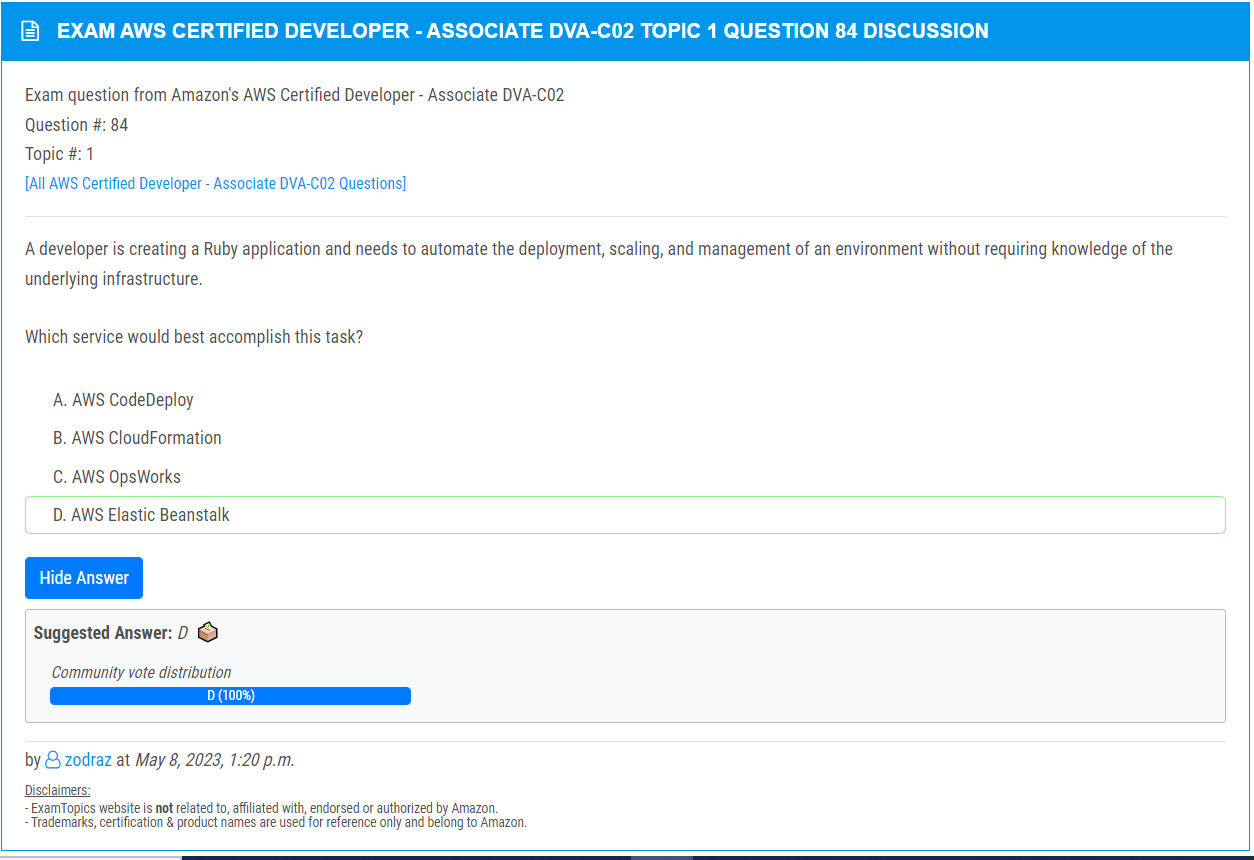 EXAM AWS CERTIFIED DEVELOPER - ASSOCIATE DVA-C02 TOPIC 1 QUESTION 84 DISCUSSION
Exam question from Amazon's AWS Certified Developer - Associate DVA-C02
Question #: 84
Topic #: 1
[All AWS Certified Developer - Associate DVA-C02 Questions]
A developer is creating a Ruby application and needs to automate the deployment, scaling, and management of an environment without requiring knowledge of the
underlying infrastructure.
Which service would best accomplish this task?
A. AWS CodeDeploy
B. AWS CloudFormation
C. AWS OpsWorks
D. AWS Elastic Beanstalk
Hide Answer
Suggested Answer: D
Community vote distribution
D (100%)
by zodraz at May 8, 2023, 1:20 p.m.
Disclaimers:
- ExamTopics website is not related to, affiliated with, endorsed or authorized by Amazon.
- Trademarks, certification & product names are used for reference only and belong to Amazon.